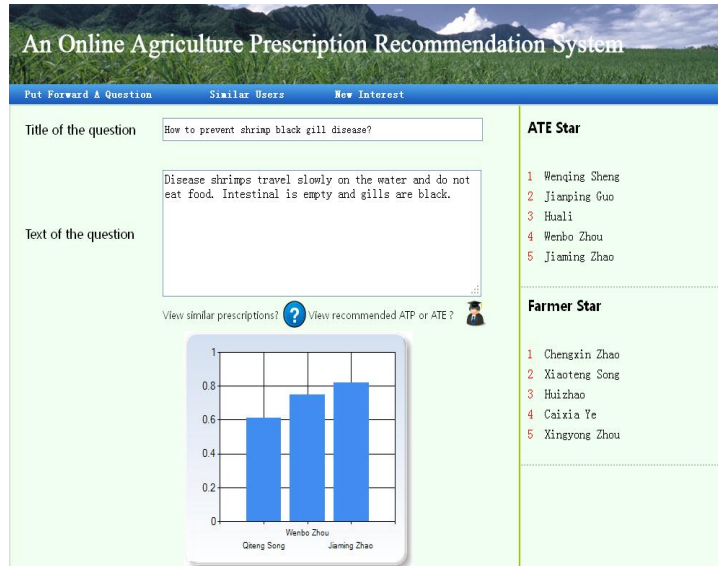 An Online Agriculture Prescription Recommendation System
Put Forward A Question
Similar Users
New Interest
Title of the question
How to prevent shrimp black gill disease?
Text of the question
Disease shrimps travel slowly on the water and do not
eat food. Intestinal is empty and gills are black.
View similar prescriptions?
?
View recommended ATP or ATE ?
1
0.8
0.6
0.4
0.2
0
Wenbo Zhou
Qiteng Song
Jiaming Zhao
ATE Star
1 Wenqing Sheng
2 Jianping Guo
3 Huali
4 Wenbo Zhou
5 Jiaming Zhao
Farmer Star
1 Chengxin Zhao
2 Xiaoteng Song
3 Huizhao
4 Caixia Ye
5 Xingyong Zhou